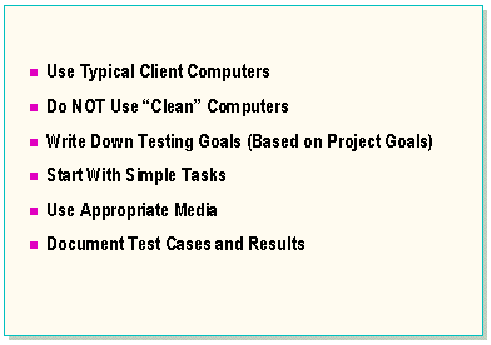 Use Typical Client Computers
Do NOT Use “Clean” Computers
Write Down Testing Goals (Based on Project Goals)
Start With Simple Tasks
Use Appropriate Media
Document Test Cases and Results